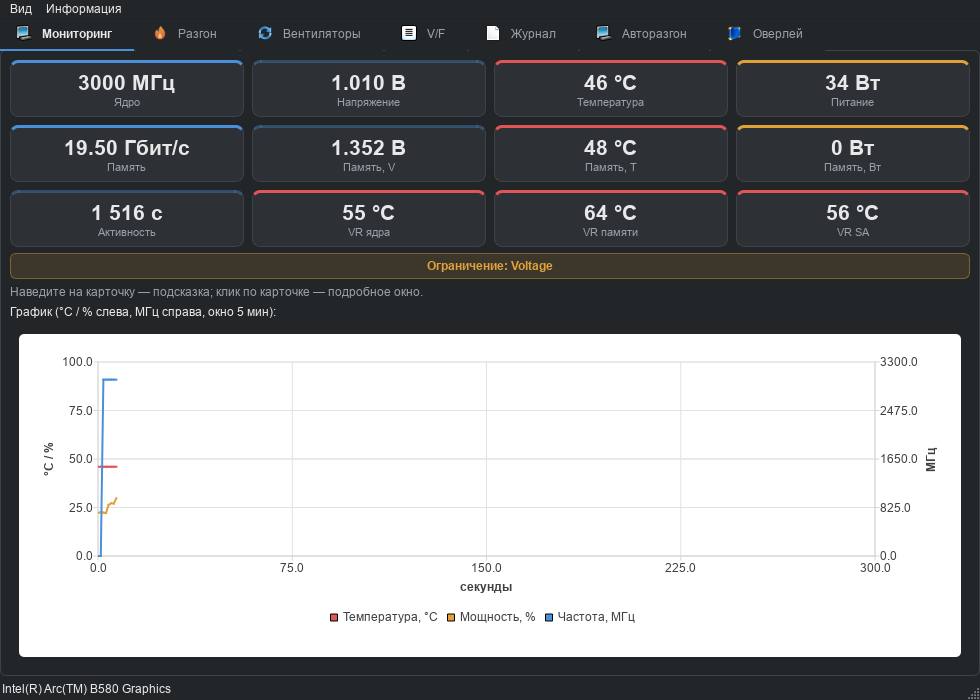 Вид Информация
Мониторинг Разгон Вентиляторы V/F Журнал Авторазгон Оверлей
3000 МГц 1.010 В 46 °C 34 Вт
Ядро Напряжение Температура Питание
19.50 Гбит/с 1.352 В 48 °C 0 Вт
Память Память, V Память, T Память, Вт
1 516 с 55 °C 64 °C 56 °C
Активность VR ядра VR памяти VR SA
Ограничение: Voltage
Наведите на карточку — подсказка; клик по карточке — подробное окно.
График (°C / % слева, МГц справа, окно 5 мин):
100.0 3300.0
75.0 2475.0
°C / %
50.0 1650.0
МГц
25.0 825.0
0.0 0.0
0.0 75.0 150.0 225.0 300.0
секунды
Температура, °C Мощность, % Частота, МГц
Intel(R) Arc(TM) B580 Graphics